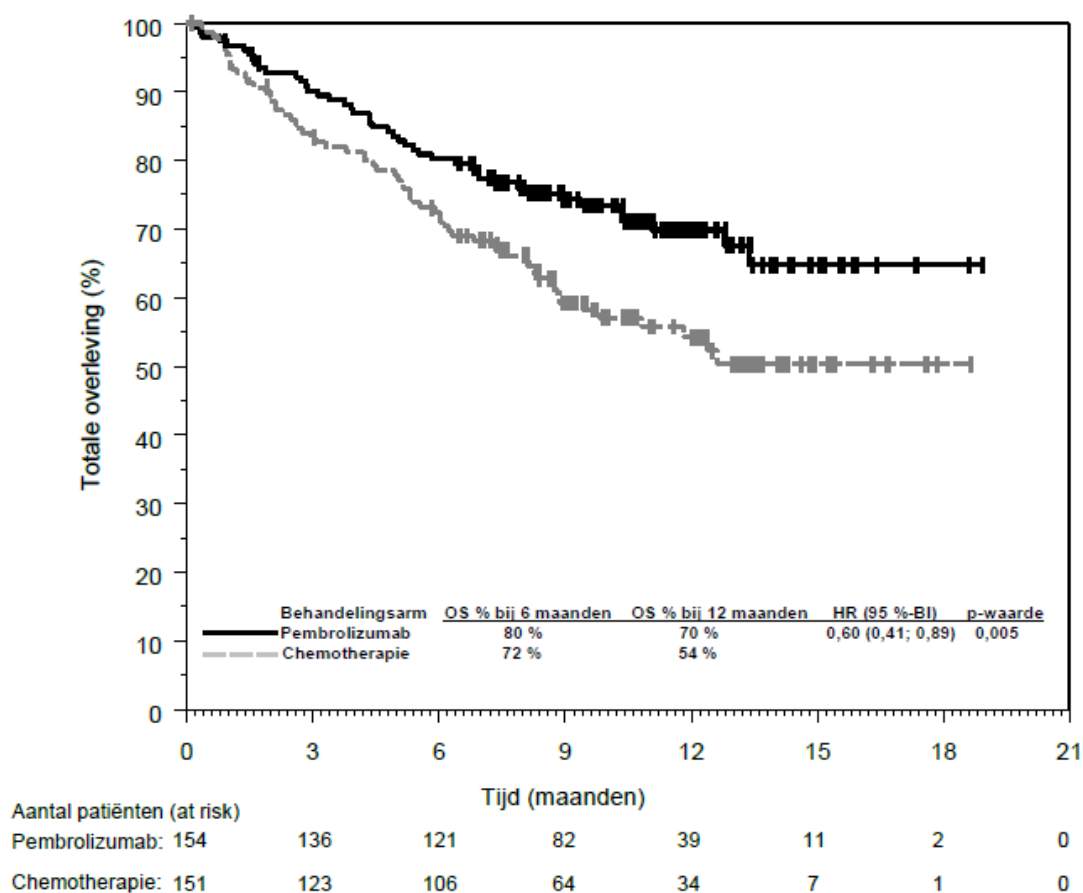 100
90
80
70
60
50
40
30
20
10
0
Totale overleving (%)
Behandelingsarm OS % bij 6 maanden OS % bij 12 maanden HR (95 %-BI) p-waarde
Pembrolizumab 80 % 70 % 0,60 (0,41; 0,89) 0,005
Chemotherapie 72 % 54 %
0 3 6 9 12 15 18 21
Tijd (maanden)
Aantal patiënten (at risk)
Pembrolizumab: 154 136 121 82 39 11 2 0
Chemotherapie: 151 123 106 64 34 7 1 0